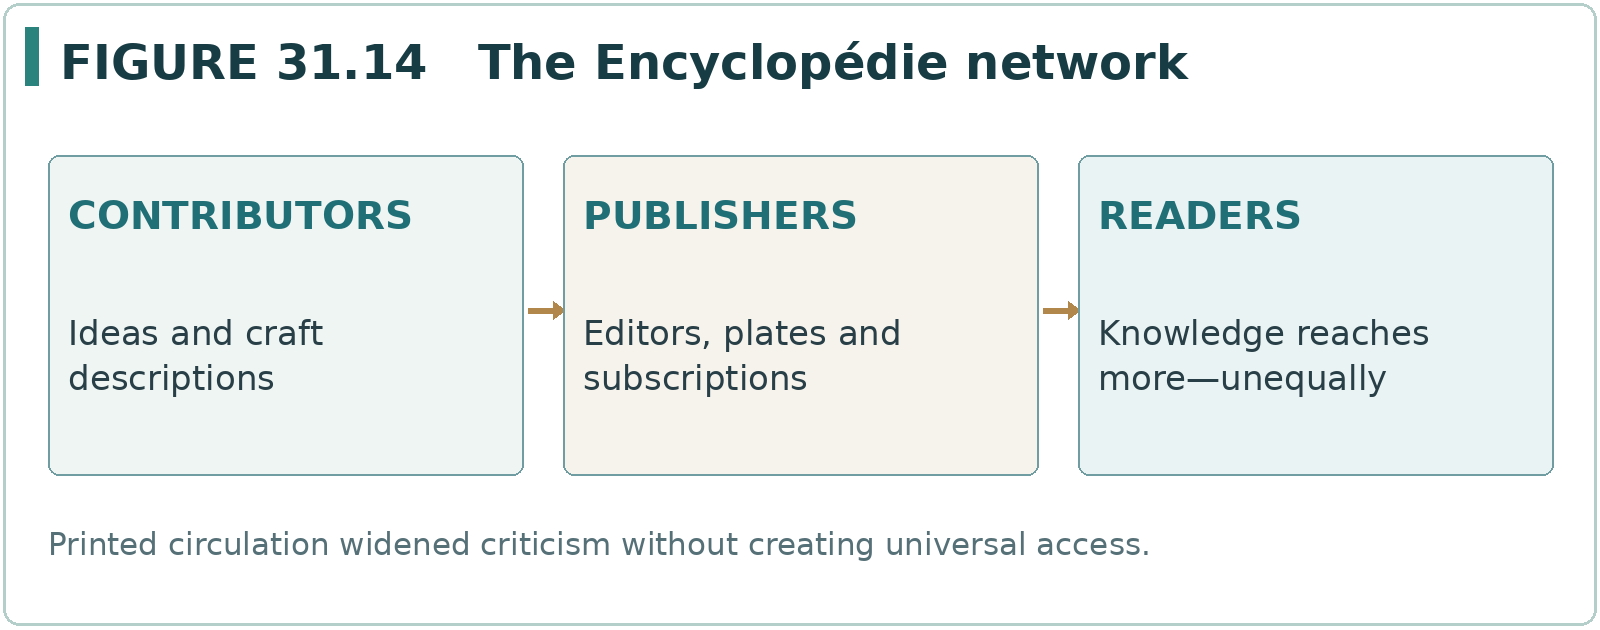 FIGURE 31.14 The Encyclopédie network
CONTRIBUTORS
Ideas and craft
descriptions
PUBLISHERS
Editors, plates and
subscriptions
READERS
Knowledge reaches
more—unequally
Printed circulation widened criticism without creating universal access.